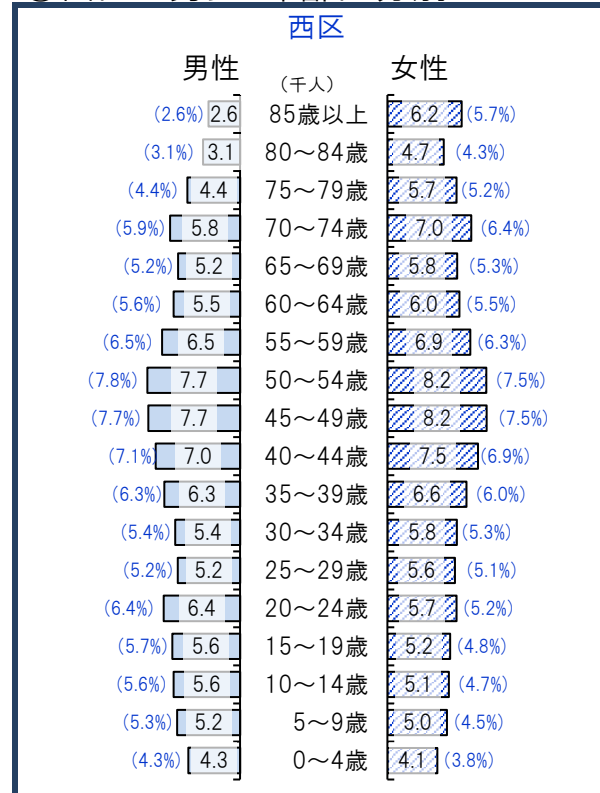 西区
男性 （千人） 女性
(2.6%) 2.6 85歳以上 6.2 (5.7%)
(3.1%) 3.1 80～84歳 4.7 (4.3%)
(4.4%) 4.4 75～79歳 5.7 (5.2%)
(5.9%) 5.8 70～74歳 7.0 (6.4%)
(5.2%) 5.2 65～69歳 5.8 (5.3%)
(5.6%) 5.5 60～64歳 6.0 (5.5%)
(6.5%) 6.5 55～59歳 6.9 (6.3%)
(7.8%) 7.7 50～54歳 8.2 (7.5%)
(7.7%) 7.7 45～49歳 8.2 (7.5%)
(7.1%) 7.0 40～44歳 7.5 (6.9%)
(6.3%) 6.3 35～39歳 6.6 (6.0%)
(5.4%) 5.4 30～34歳 5.8 (5.3%)
(5.2%) 5.2 25～29歳 5.6 (5.1%)
(6.4%) 6.4 20～24歳 5.7 (5.2%)
(5.7%) 5.6 15～19歳 5.2 (4.8%)
(5.6%) 5.6 10～14歳 5.1 (4.7%)
(5.3%) 5.2 5～9歳 5.0 (4.5%)
(4.3%) 4.3 0～4歳 4.1 (3.8%)